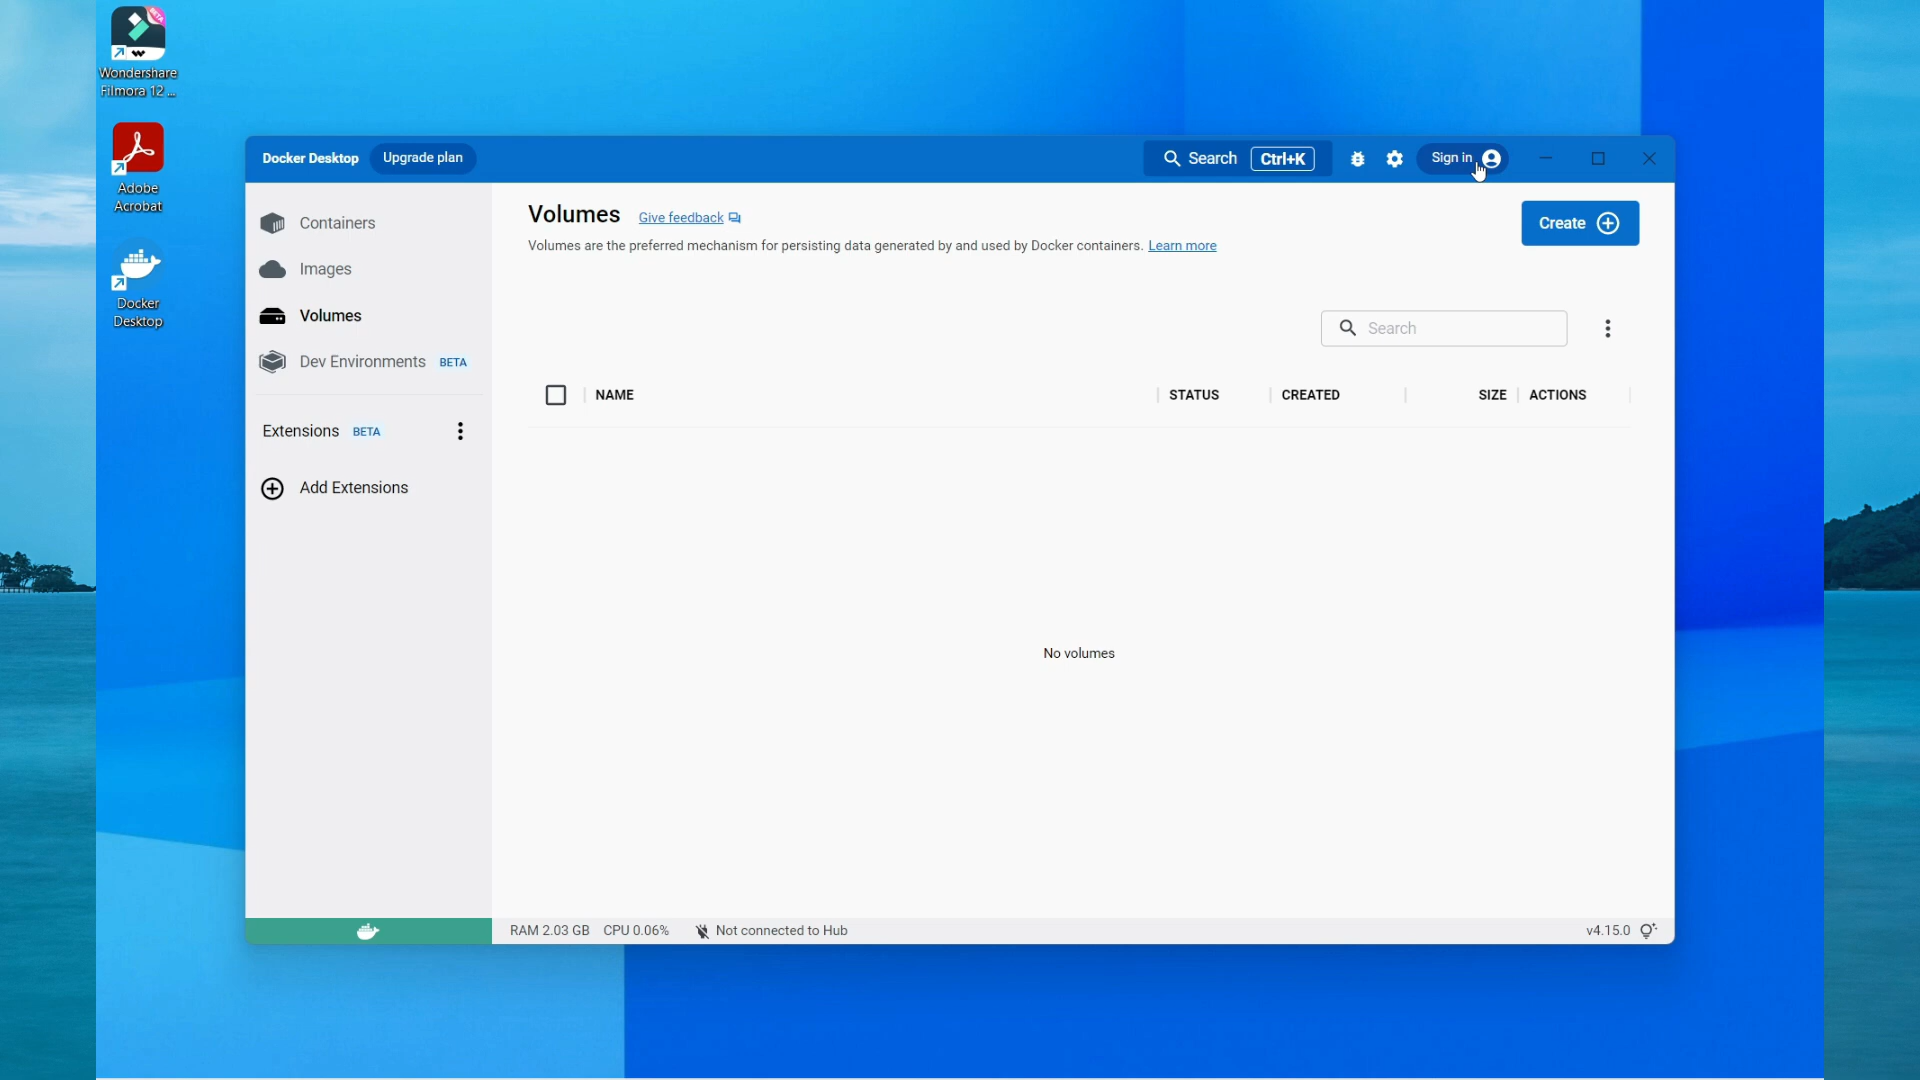 BETA
Wondershare
Filmora 12 ...
Adobe
Acrobat
Docker
Desktop
Docker Desktop
Upgrade plan
Search
Ctrl+K
Sign in
Containers
Images
Volumes
Dev Environments BETA
Extensions BETA
Add Extensions
Volumes
Give feedback
Volumes are the preferred mechanism for persisting data generated by and used by Docker containers. Learn more
Create
Search
NAME
STATUS
CREATED
SIZE
ACTIONS
No volumes
RAM 2.03 GB CPU 0.06%
Not connected to Hub
v4.15.0